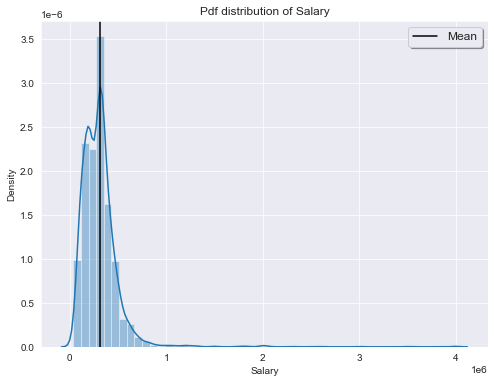 Pdf distribution of Salary
1e−6
Mean
3.5
3.0
2.5
2.0
1.5
1.0
0.5
0.0
Density
0 1 2 3 4
Salary
1e6